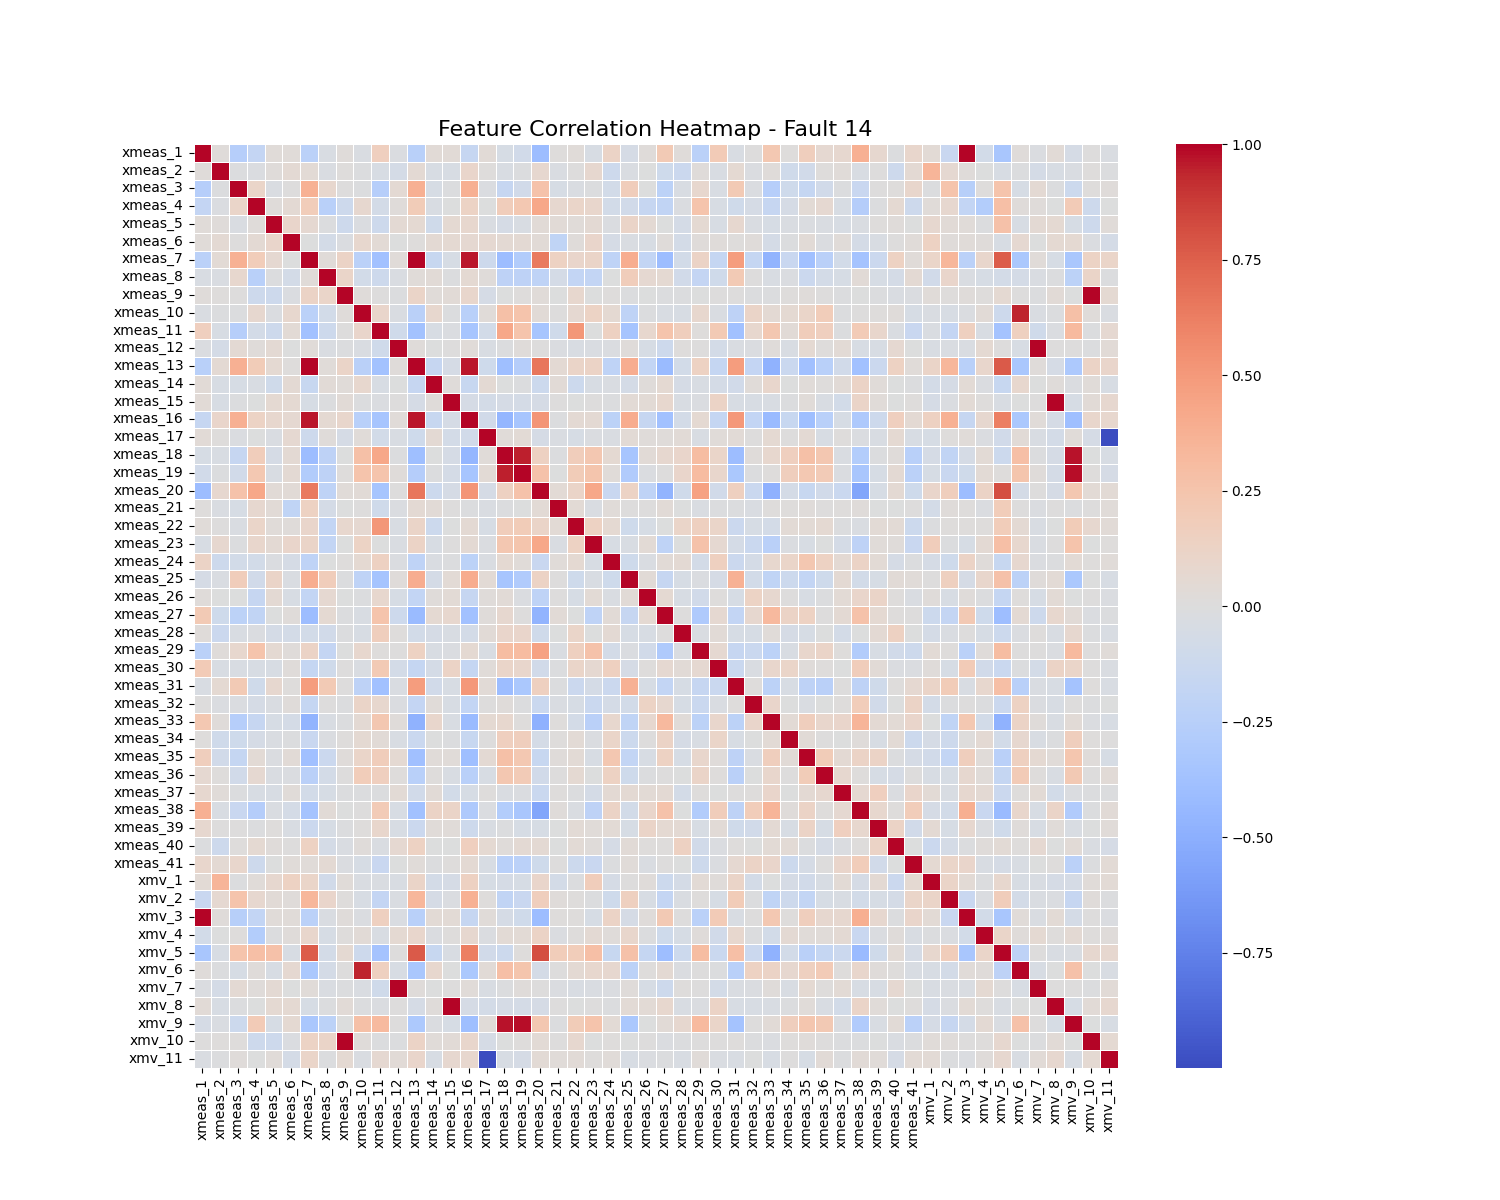 Feature Correlation Heatmap - Fault 14
xmeas_1
xmeas_2
xmeas_3
xmeas_4
xmeas_5
xmeas_6
xmeas_7
xmeas_8
xmeas_9
xmeas_10
xmeas_11
xmeas_12
xmeas_13
xmeas_14
xmeas_15
xmeas_16
xmeas_17
xmeas_18
xmeas_19
xmeas_20
xmeas_21
xmeas_22
xmeas_23
xmeas_24
xmeas_25
xmeas_26
xmeas_27
xmeas_28
xmeas_29
xmeas_30
xmeas_31
xmeas_32
xmeas_33
xmeas_34
xmeas_35
xmeas_36
xmeas_37
xmeas_38
xmeas_39
xmeas_40
xmeas_41
xmv_1
xmv_2
xmv_3
xmv_4
xmv_5
xmv_6
xmv_7
xmv_8
xmv_9
xmv_10
xmv_11
xmeas_1
xmeas_2
xmeas_3
xmeas_4
xmeas_5
xmeas_6
xmeas_7
xmeas_8
xmeas_9
xmeas_10
xmeas_11
xmeas_12
xmeas_13
xmeas_14
xmeas_15
xmeas_16
xmeas_17
xmeas_18
xmeas_19
xmeas_20
xmeas_21
xmeas_22
xmeas_23
xmeas_24
xmeas_25
xmeas_26
xmeas_27
xmeas_28
xmeas_29
xmeas_30
xmeas_31
xmeas_32
xmeas_33
xmeas_34
xmeas_35
xmeas_36
xmeas_37
xmeas_38
xmeas_39
xmeas_40
xmeas_41
xmv_1
xmv_2
xmv_3
xmv_4
xmv_5
xmv_6
xmv_7
xmv_8
xmv_9
xmv_10
xmv_11
1.00
0.75
0.50
0.25
0.00
−0.25
−0.50
−0.75